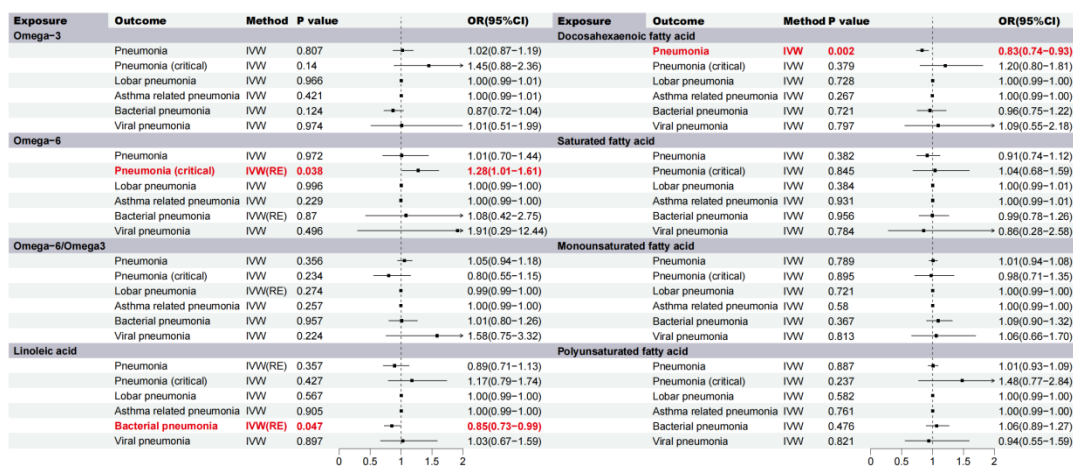 Exposure Outcome Method P value OR(95%CI)
Omega−3
Pneumonia IVW 0.807 1.02(0.87−1.19)
Pneumonia (critical) IVW 0.14 1.45(0.88−2.36)
Lobar pneumonia IVW 0.966 1.00(0.99−1.01)
Asthma related pneumonia IVW 0.421 1.00(0.99−1.01)
Bacterial pneumonia IVW 0.124 0.87(0.72−1.04)
Viral pneumonia IVW 0.974 1.01(0.51−1.99)
Omega−6
Pneumonia IVW 0.972 1.01(0.70−1.44)
Pneumonia (critical) IVW(RE) 0.038 1.28(1.01−1.61)
Lobar pneumonia IVW 0.996 1.00(0.99−1.00)
Asthma related pneumonia IVW 0.229 1.00(0.99−1.00)
Bacterial pneumonia IVW(RE) 0.87 1.08(0.42−2.75)
Viral pneumonia IVW 0.496 1.91(0.29−12.44)
Omega−6/Omega3
Pneumonia IVW 0.356 1.05(0.94−1.18)
Pneumonia (critical) IVW 0.234 0.80(0.55−1.15)
Lobar pneumonia IVW(RE) 0.274 0.99(0.99−1.00)
Asthma related pneumonia IVW 0.257 1.00(0.99−1.00)
Bacterial pneumonia IVW 0.957 1.01(0.80−1.26)
Viral pneumonia IVW 0.224 1.58(0.75−3.32)
Linoleic acid
Pneumonia IVW(RE) 0.357 0.89(0.71−1.13)
Pneumonia (critical) IVW 0.427 1.17(0.79−1.74)
Lobar pneumonia IVW 0.567 1.00(0.99−1.00)
Asthma related pneumonia IVW 0.905 1.00(0.99−1.00)
Bacterial pneumonia IVW(RE) 0.047 0.85(0.73−0.99)
Viral pneumonia IVW 0.897 1.03(0.67−1.59)
0 0.5 1 1.5 2
Exposure Outcome Method P value OR(95%CI)
Docosahexaenoic fatty acid
Pneumonia IVW 0.002 0.83(0.74−0.93)
Pneumonia (critical) IVW 0.379 1.20(0.80−1.81)
Lobar pneumonia IVW 0.728 1.00(0.99−1.00)
Asthma related pneumonia IVW 0.267 1.00(0.99−1.00)
Bacterial pneumonia IVW 0.721 0.96(0.75−1.22)
Viral pneumonia IVW 0.797 1.09(0.55−2.18)
Saturated fatty acid
Pneumonia IVW 0.382 0.91(0.74−1.12)
Pneumonia (critical) IVW 0.845 1.04(0.68−1.59)
Lobar pneumonia IVW 0.384 1.00(0.99−1.01)
Asthma related pneumonia IVW 0.931 1.00(0.99−1.01)
Bacterial pneumonia IVW 0.956 0.99(0.78−1.26)
Viral pneumonia IVW 0.784 0.86(0.28−2.58)
Monounsaturated fatty acid
Pneumonia IVW 0.789 1.01(0.94−1.08)
Pneumonia (critical) IVW 0.895 0.98(0.71−1.35)
Lobar pneumonia IVW 0.721 1.00(0.99−1.00)
Asthma related pneumonia IVW 0.58 1.00(0.99−1.00)
Bacterial pneumonia IVW 0.367 1.09(0.90−1.32)
Viral pneumonia IVW 0.813 1.06(0.66−1.70)
Polyunsaturated fatty acid
Pneumonia IVW 0.887 1.01(0.93−1.09)
Pneumonia (critical) IVW 0.237 1.48(0.77−2.84)
Lobar pneumonia IVW 0.582 1.00(0.99−1.00)
Asthma related pneumonia IVW 0.761 1.00(0.99−1.00)
Bacterial pneumonia IVW 0.476 1.06(0.89−1.27)
Viral pneumonia IVW 0.821 0.94(0.55−1.59)
0 0.5 1 1.5 2